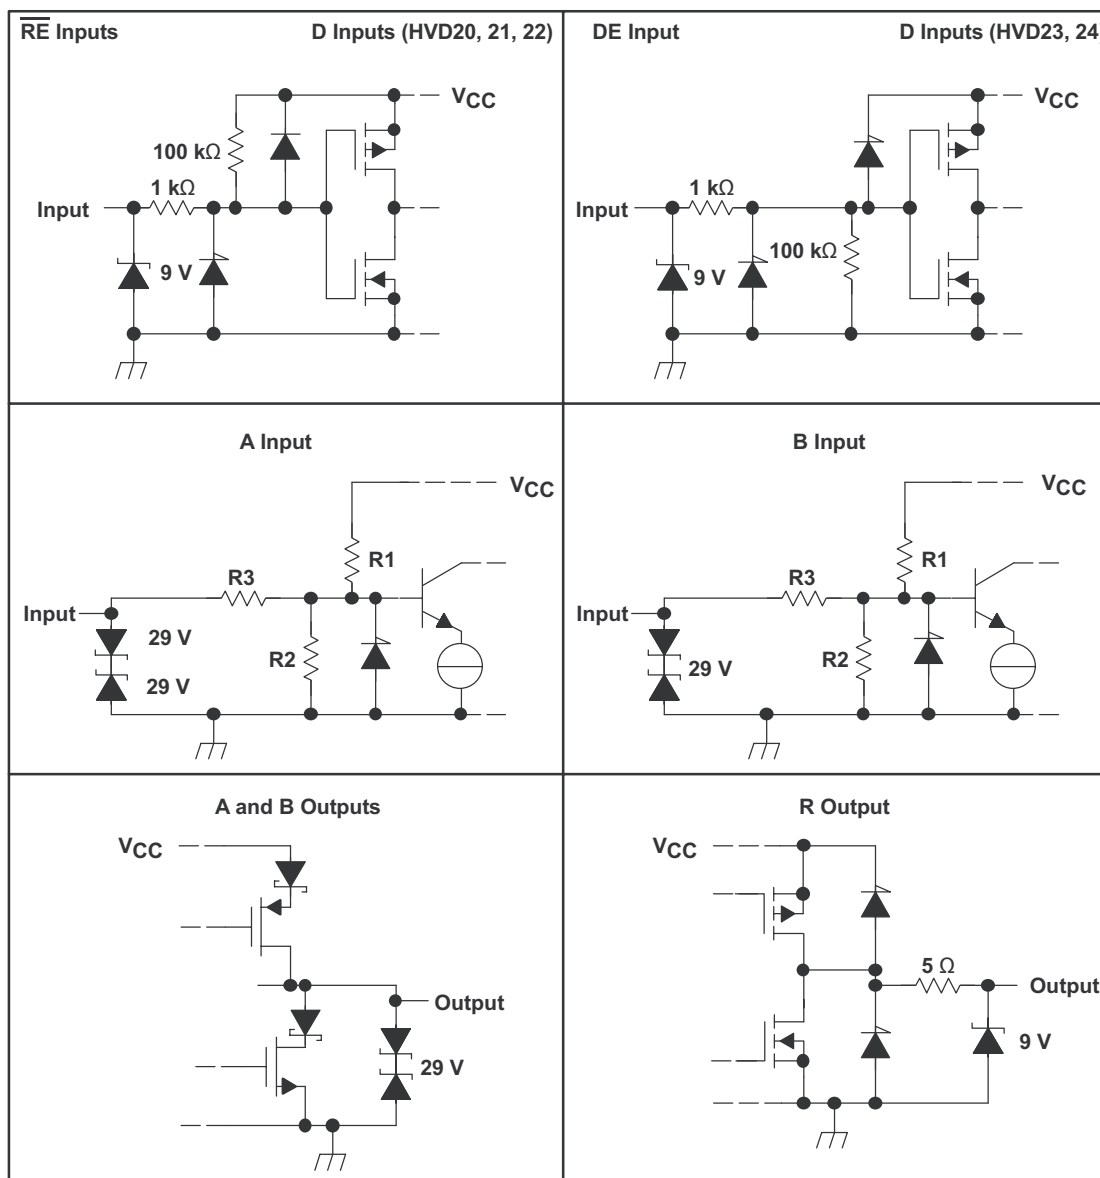 R̅E̅ Inputs
D Inputs (HVD20, 21, 22)
VCC
100 kΩ
1 kΩ
Input
9 V
DE Input
D Inputs (HVD23, 24)
VCC
1 kΩ
Input
100 kΩ
9 V
A Input
VCC
R1
R3
Input
29 V
R2
29 V
B Input
VCC
R1
R3
Input
R2
29 V
A and B Outputs
VCC
Output
29 V
R Output
VCC
5 Ω
Output
9 V